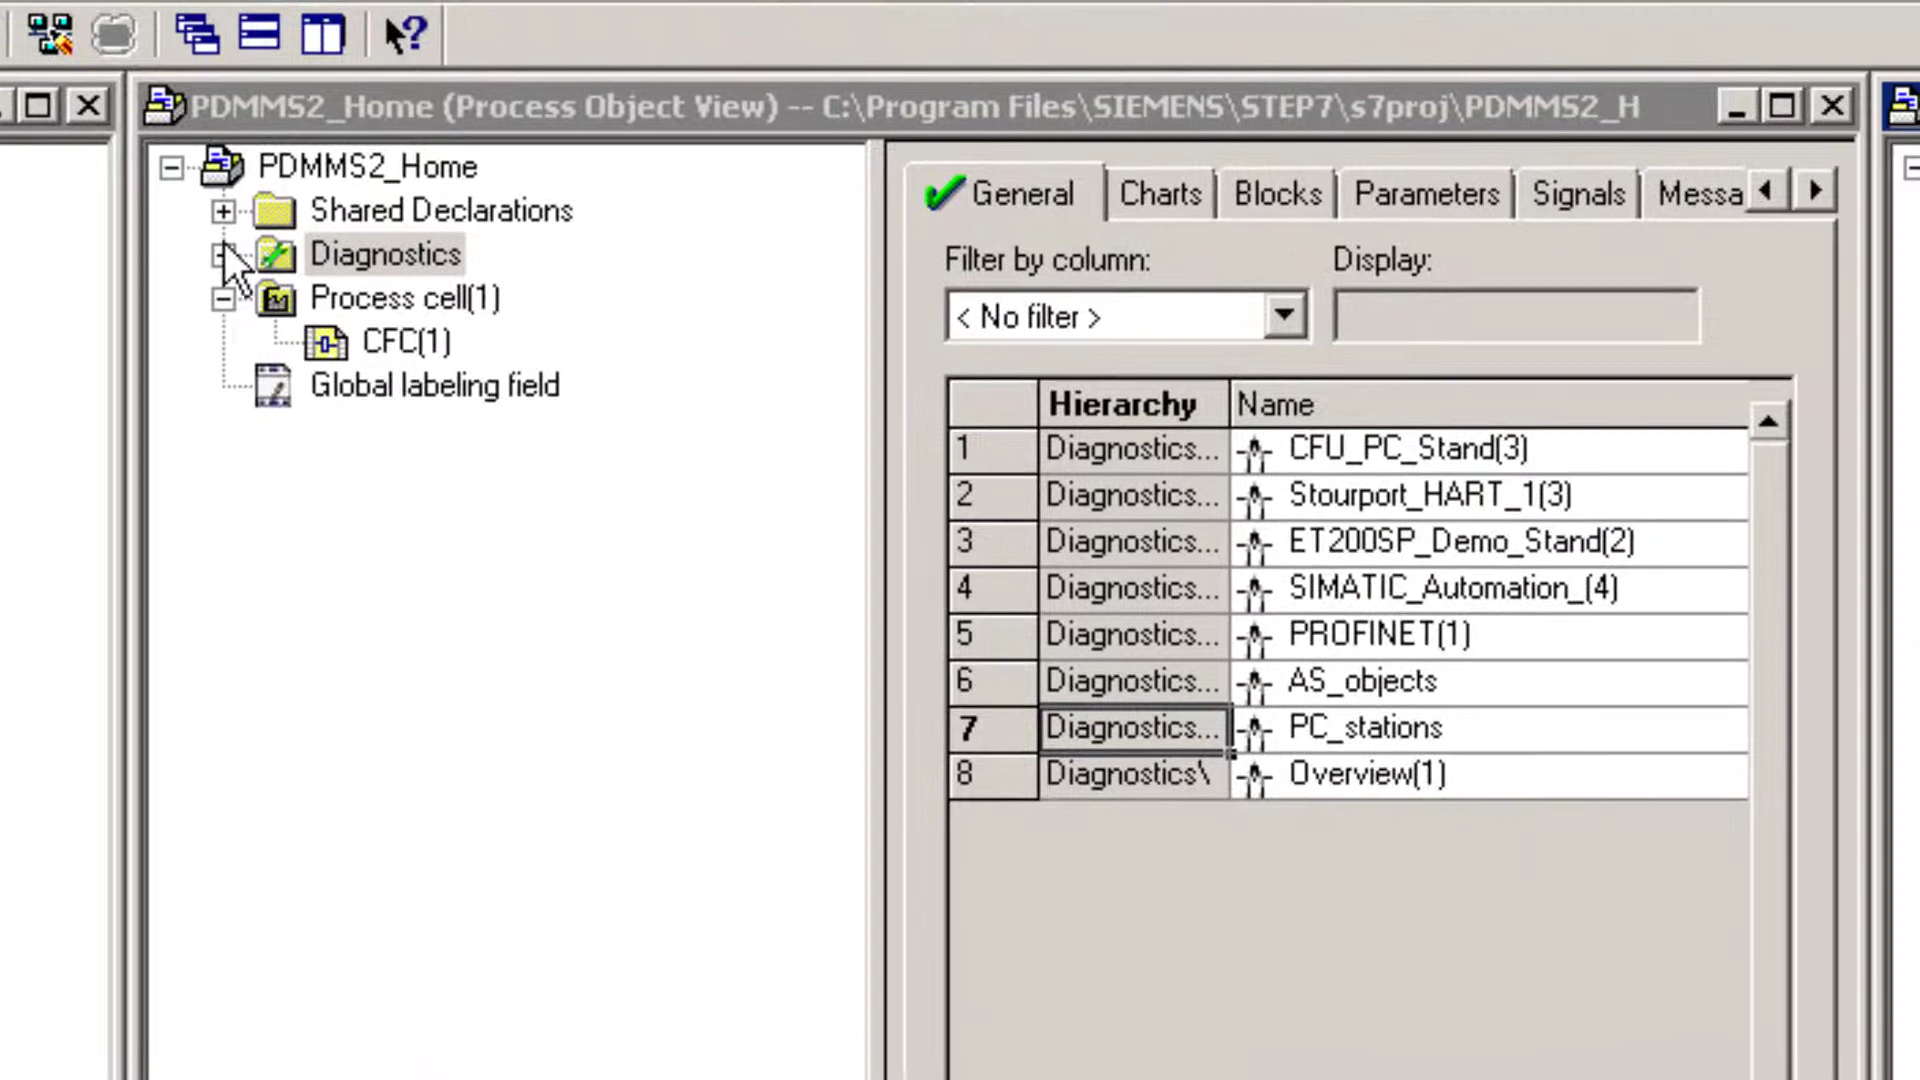 PDMMS2_Home (Process Object View) -- C:\Program Files\SIEMENS\STEP7\s7proj\PDMMS2_H
PDMMS2_Home
Shared Declarations
Diagnostics
Process cell(1)
CFC(1)
Global labeling field
General Charts Blocks Parameters Signals Messa
Filter by column: Display:
< No filter >
Hierarchy Name
1 Diagnostics... CFU_PC_Stand(3)
2 Diagnostics... Stourport_HART_1(3)
3 Diagnostics... ET200SP_Demo_Stand(2)
4 Diagnostics... SIMATIC_Automation_(4)
5 Diagnostics... PROFINET(1)
6 Diagnostics... AS_objects
7 Diagnostics... PC_stations
8 Diagnostics\ Overview(1)